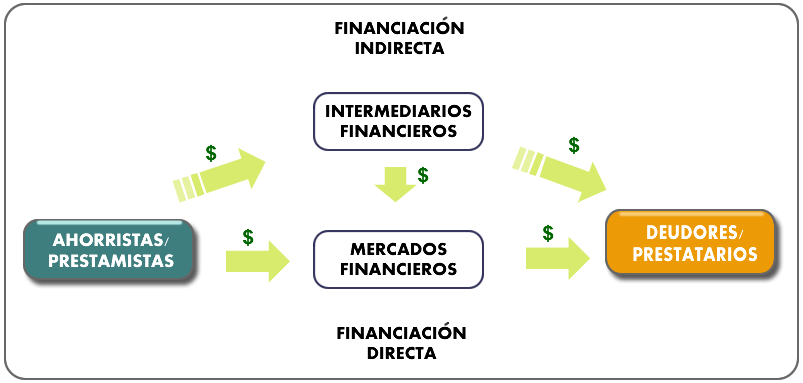 FINANCIACIÓN
INDIRECTA
INTERMEDIARIOS
FINANCIEROS
$
$
$
AHORRISTAS/
PRESTAMISTAS
$
MERCADOS
FINANCIEROS
$
DEUDORES/
PRESTATARIOS
FINANCIACIÓN
DIRECTA